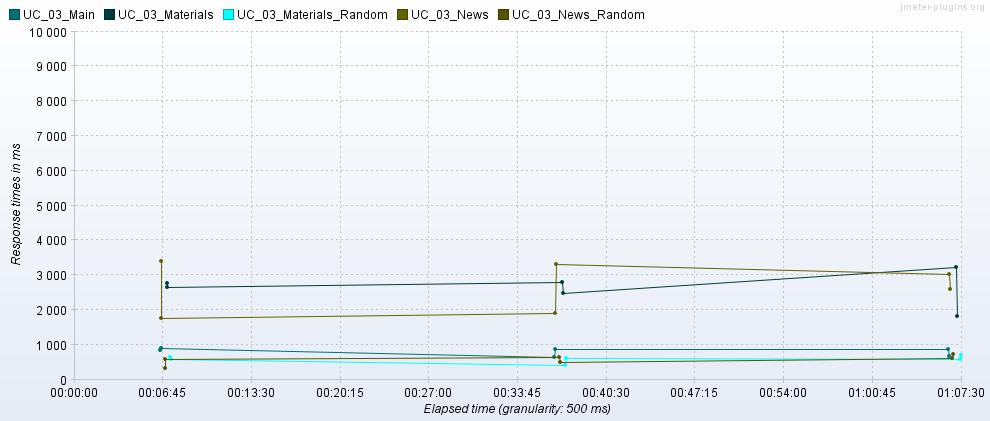 UC_03_Main UC_03_Materials UC_03_Materials_Random UC_03_News UC_03_News_Random
jmeter-plugins.org
10 000
9 000
8 000
7 000
6 000
5 000
4 000
3 000
2 000
1 000
0
Response times in ms
00:00:00 00:06:45 00:13:30 00:20:15 00:27:00 00:33:45 00:40:30 00:47:15 00:54:00 01:00:45 01:07:30
Elapsed time (granularity: 500 ms)